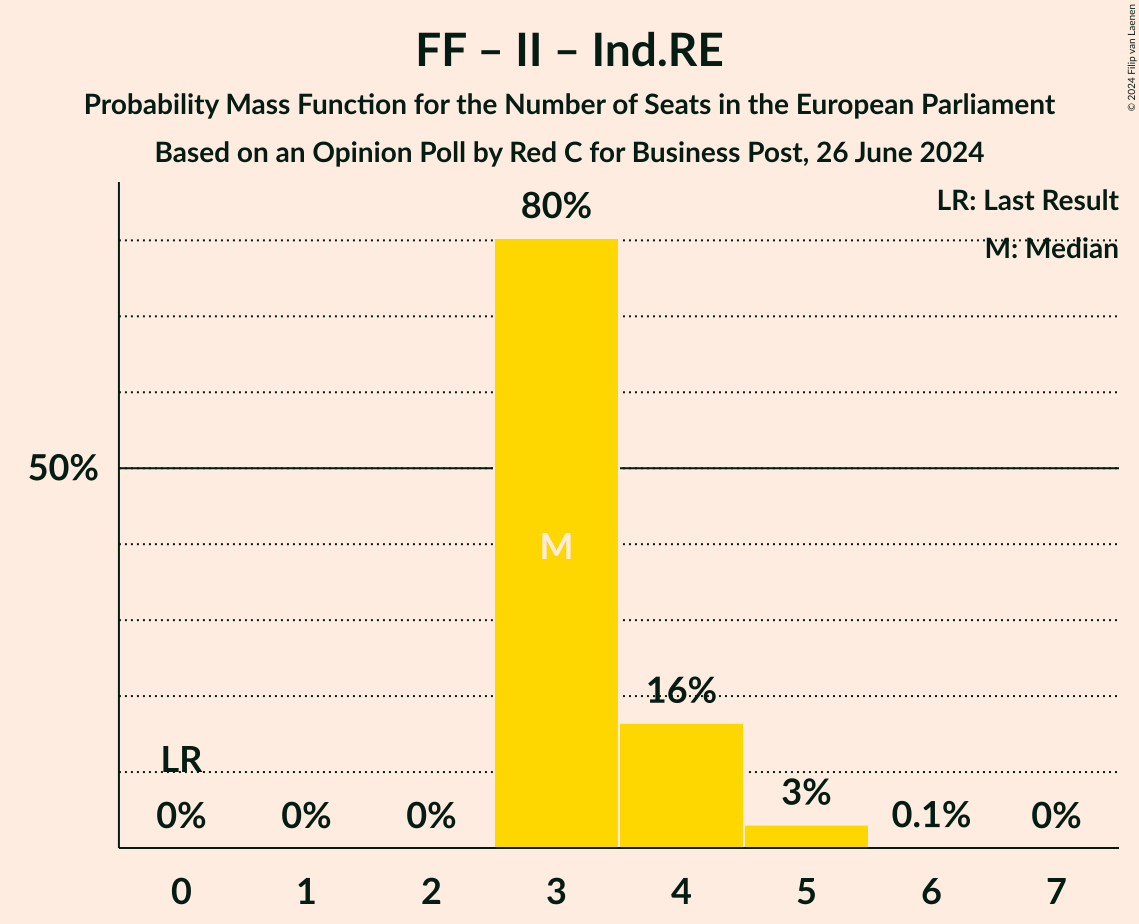 FF – II – Ind.RE
Probability Mass Function for the Number of Seats in the European Parliament
Based on an Opinion Poll by Red C for Business Post, 26 June 2024
© 2024 Filip van Laenen
LR: Last Result
M: Median
80%
50%
M
16%
LR
3%
0% 0% 0% 0.1% 0%
0 1 2 3 4 5 6 7